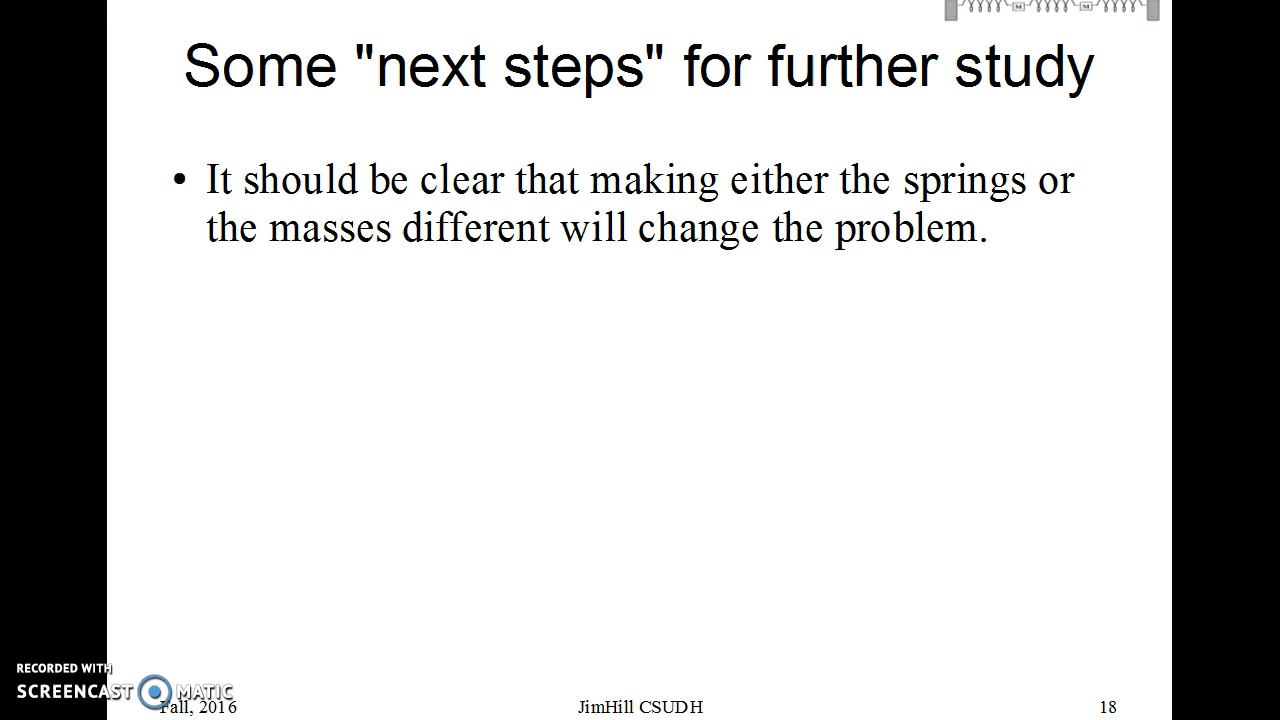 M M
Some "next steps" for further study
• It should be clear that making either the springs or
the masses different will change the problem.
RECORDED WITH
SCREENCAST MATIC
Fall, 2016 JimHill CSUDH 18